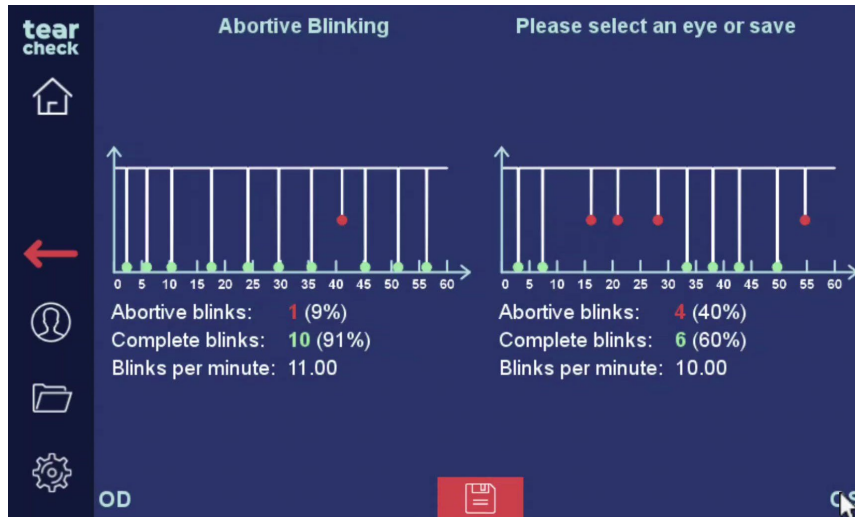 tear
check
Abortive Blinking
Please select an eye or save
0 5 10 15 20 25 30 35 40 45 50 55 60
Abortive blinks: 1 (9%)
Complete blinks: 10 (91%)
Blinks per minute: 11.00
0 5 10 15 20 25 30 35 40 45 50 55 60
Abortive blinks: 4 (40%)
Complete blinks: 6 (60%)
Blinks per minute: 10.00
OD